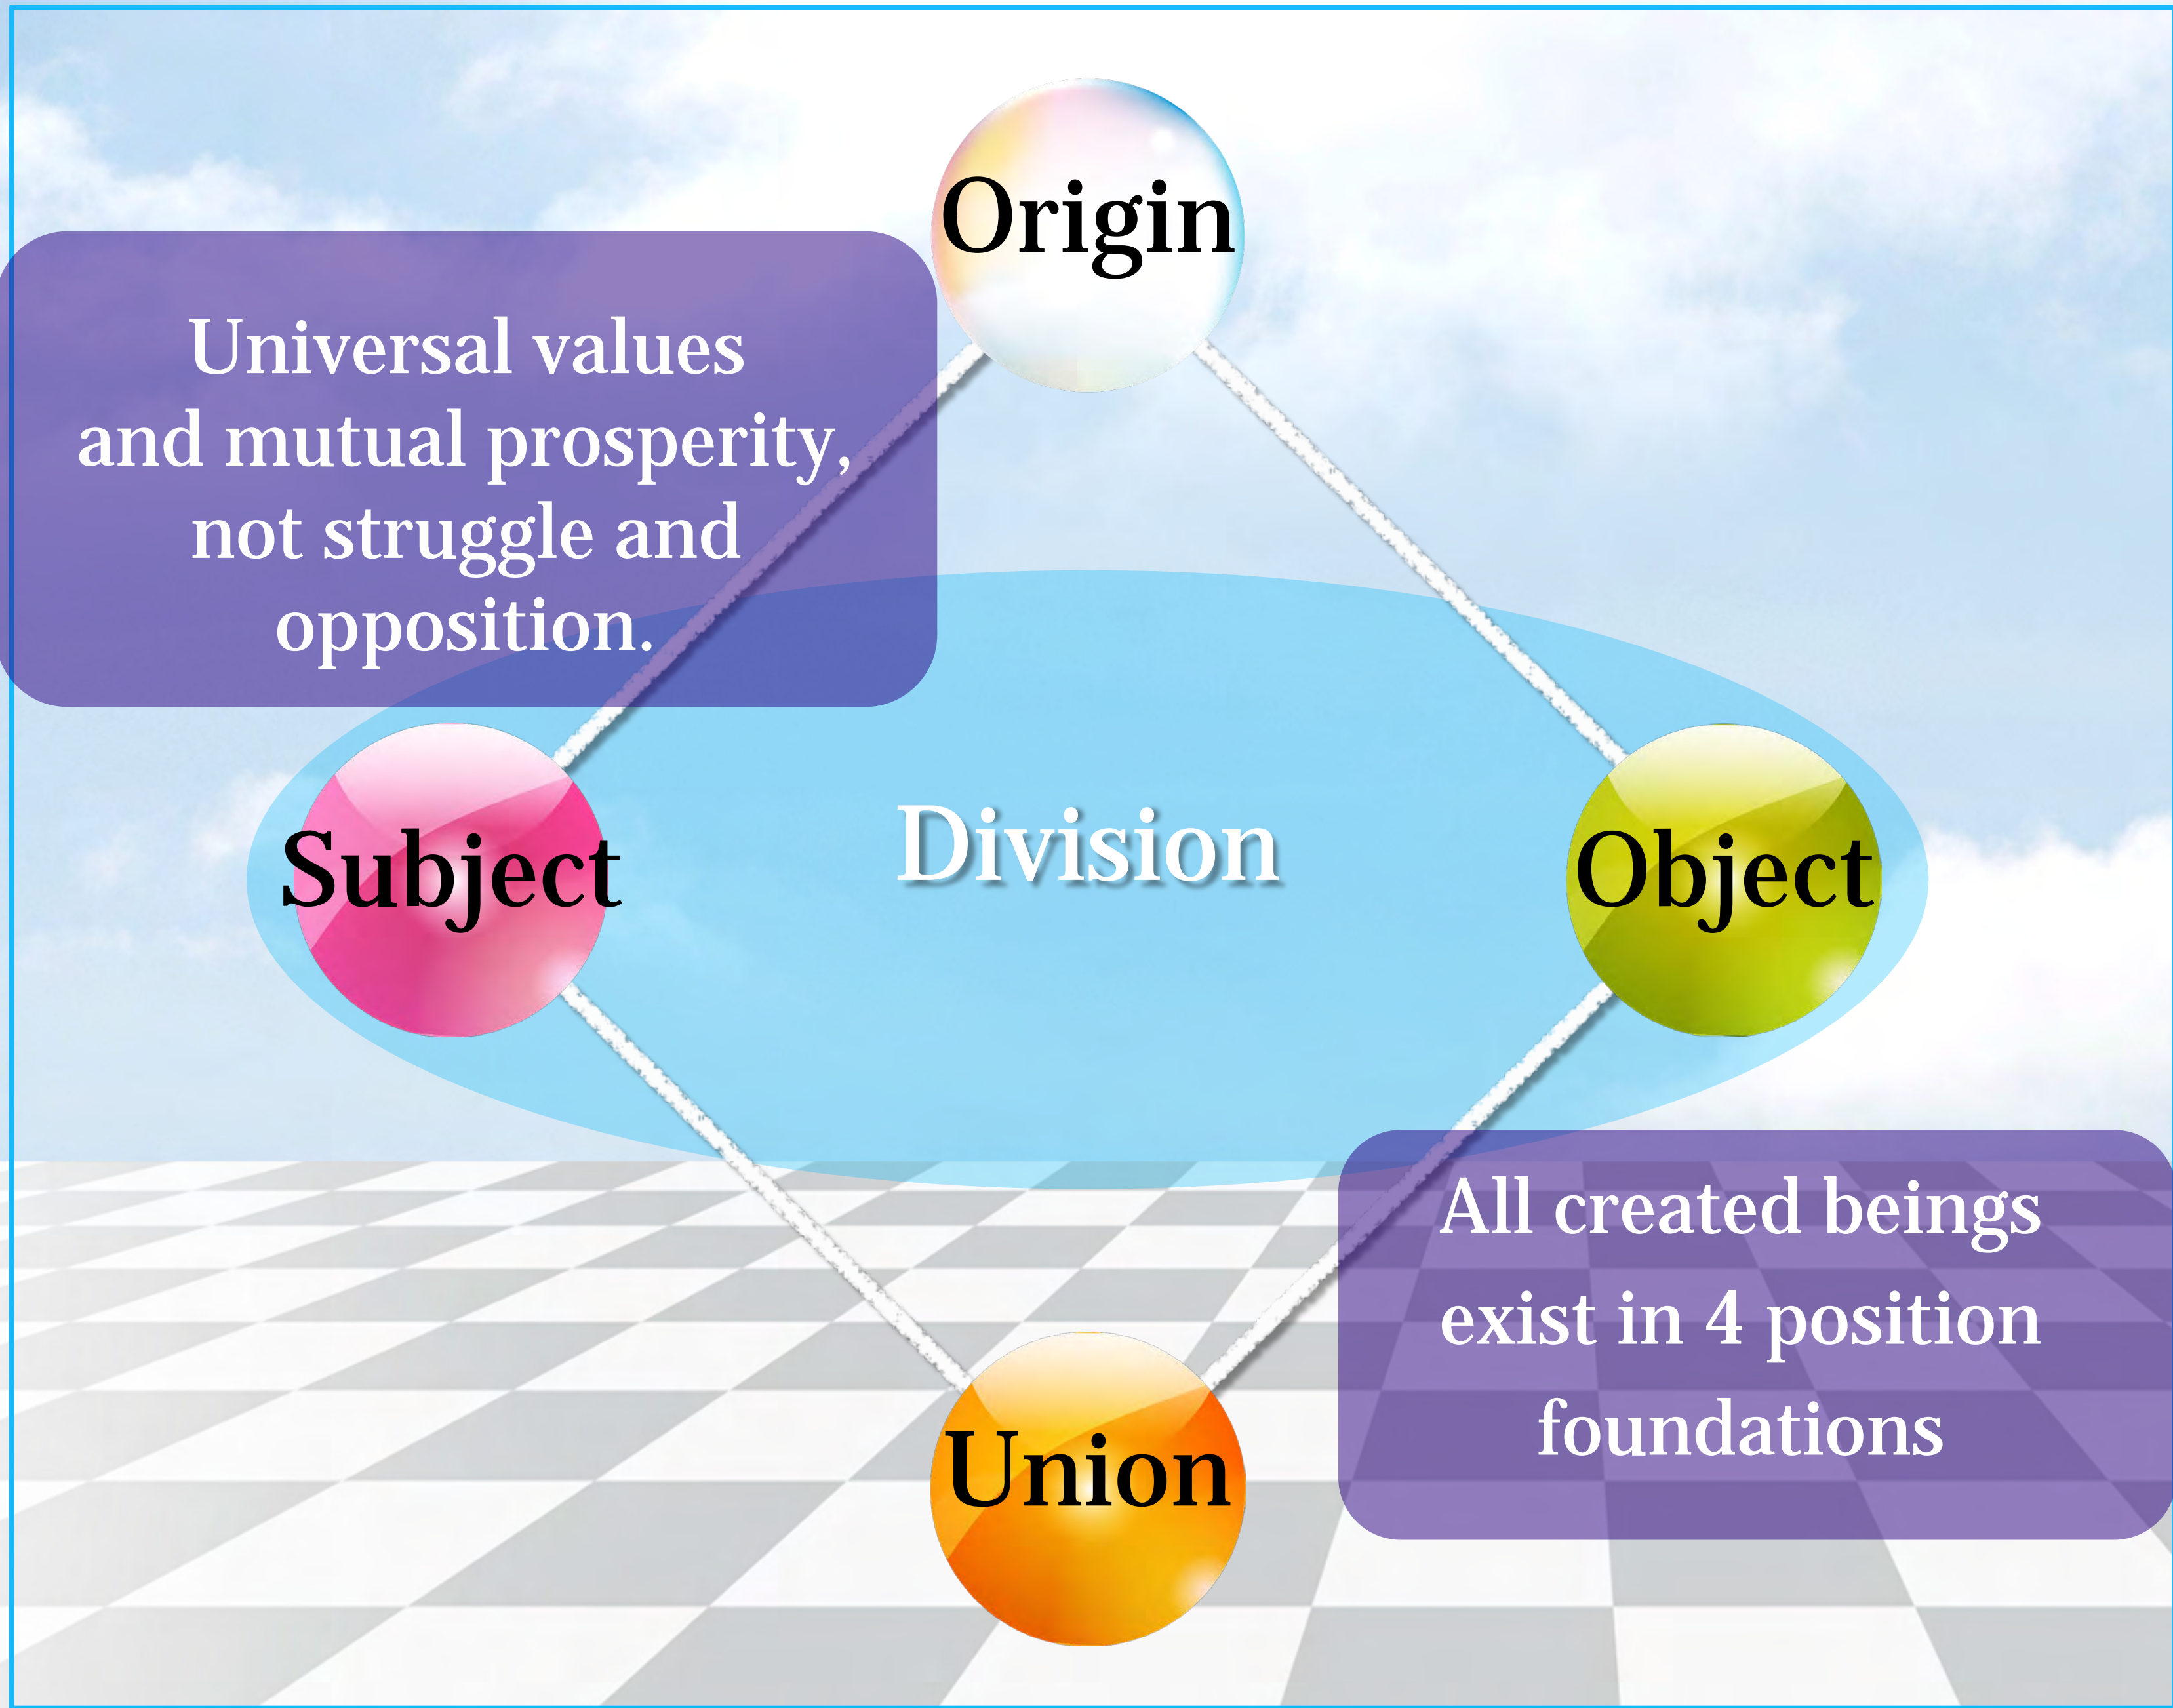 Origin
Universal values
and mutual prosperity,
not struggle and
opposition.
Subject
Division
Object
All created beings
exist in 4 position
foundations
Union